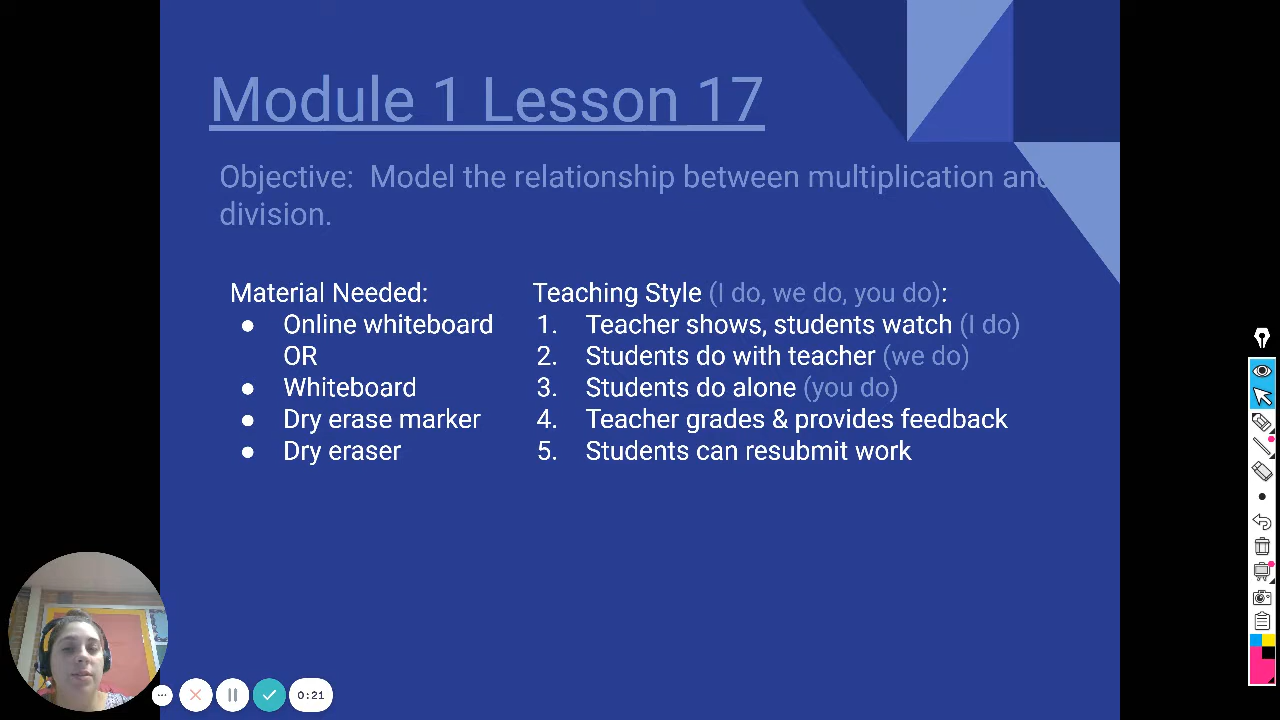 Module 1 Lesson 17
Objective: Model the relationship between multiplication and
division.
Material Needed:
● Online whiteboard
OR
● Whiteboard
● Dry erase marker
● Dry eraser
Teaching Style (I do, we do, you do):
1. Teacher shows, students watch (I do)
2. Students do with teacher (we do)
3. Students do alone (you do)
4. Teacher grades & provides feedback
5. Students can resubmit work
0:21